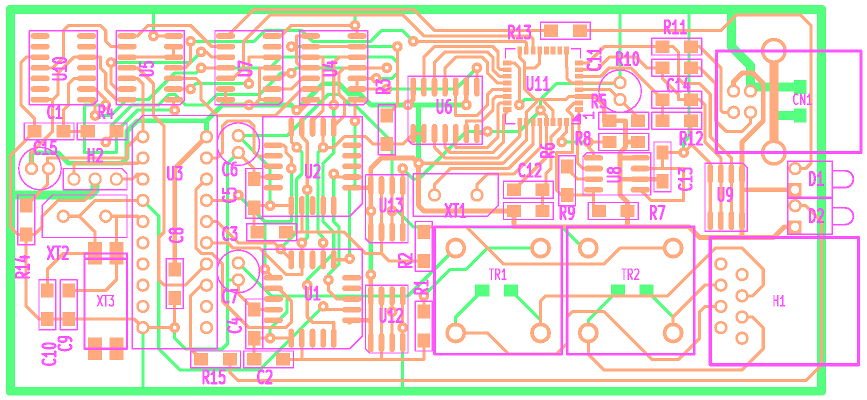 R13
R11
U10
U5
U7
U4
U11
C11
R10
R3
C14
CN1
U6
C1
R4
R5
1
R8
R12
C15
H2
U3
C6
U2
R6
U8
C13
C12
U9
D1
C5
U13
XT1
R9
R7
D2
C3
C8
XT2
R14
R2
TR1
TR2
H1
C7
U1
R1
XT3
C4
U12
C10
C9
R15
C2